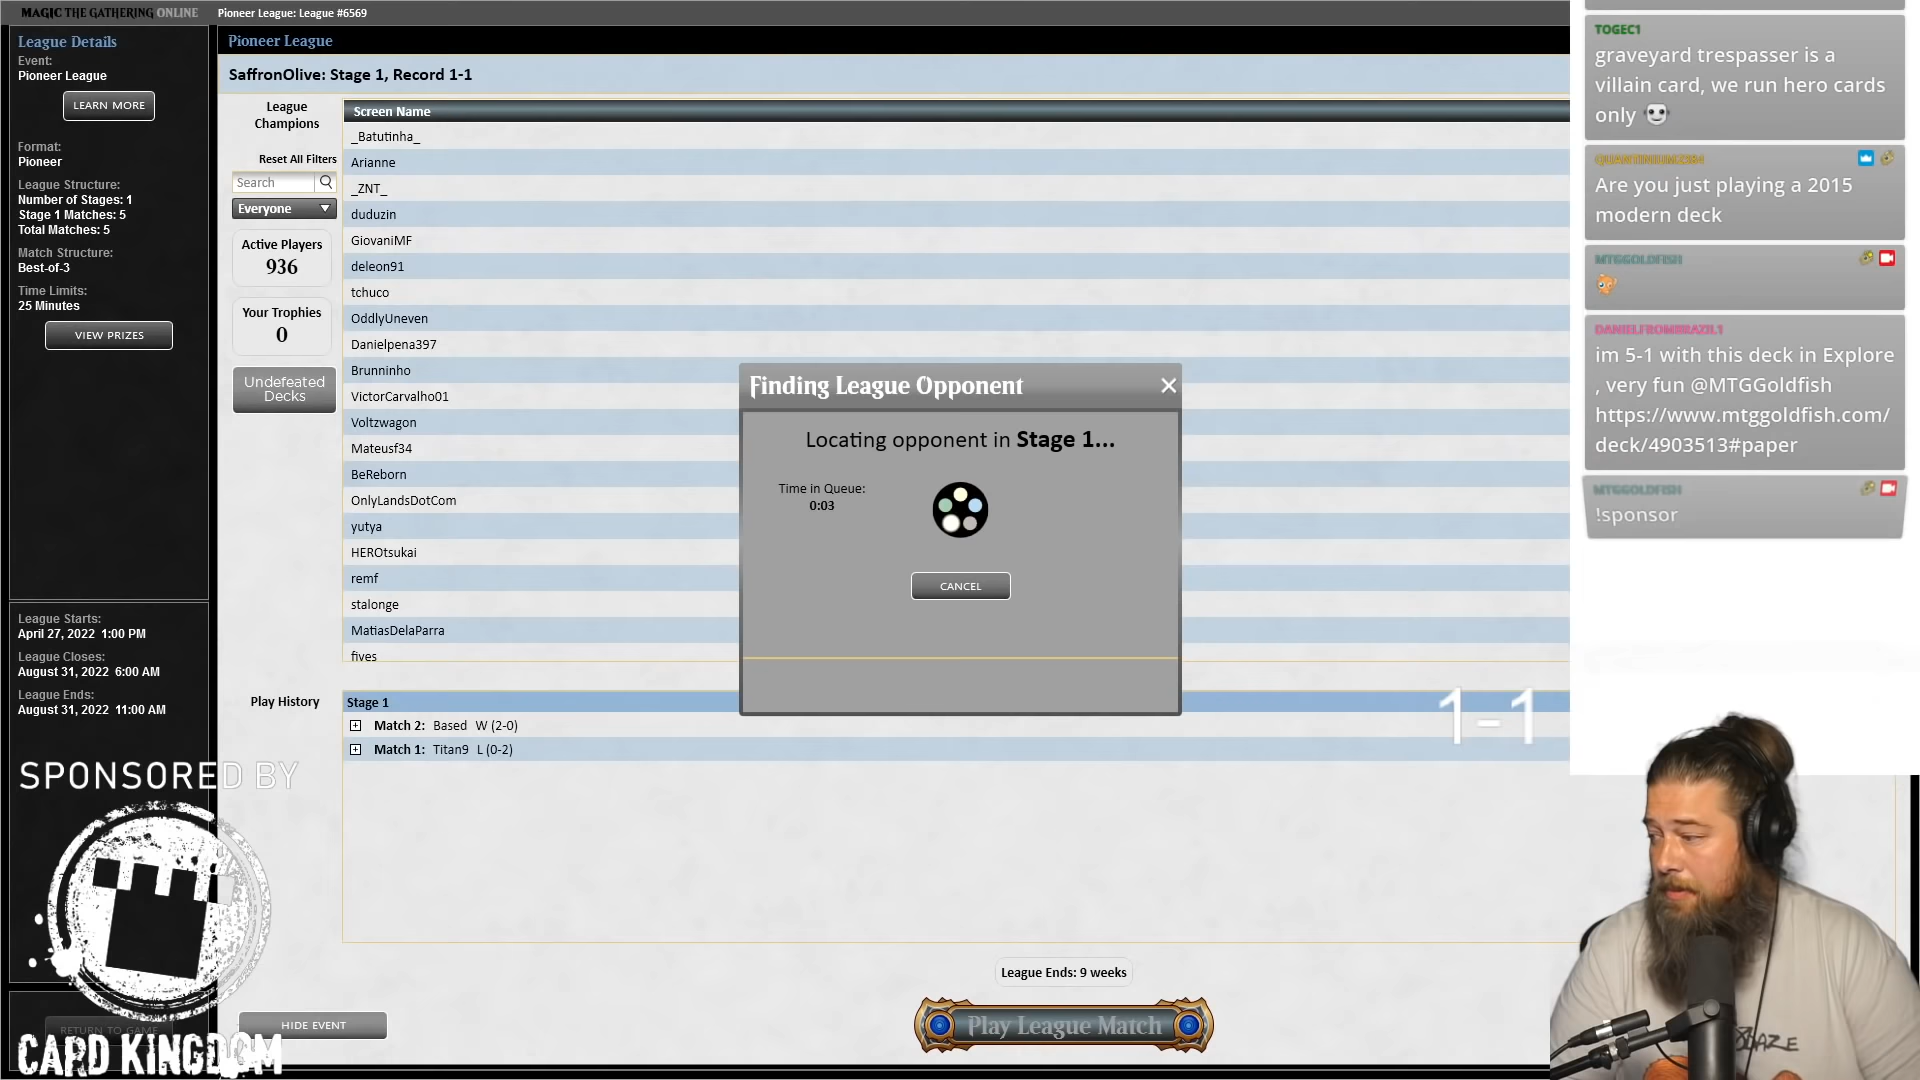 MAGIC THE GATHERING ONLINE
Pioneer League: League #6569
League Details
Event:
Pioneer League
LEARN MORE
Format:
Pioneer
League Structure:
Number of Stages: 1
Stage 1 Matches: 5
Total Matches: 5
Match Structure:
Best-of-3
Time Limits:
25 Minutes
VIEW PRIZES
League Starts:
April 27, 2022 1:00 PM
League Closes:
August 31, 2022 6:00 AM
League Ends:
August 31, 2022 11:00 AM
SPONSORED BY
RETURN TO GAME
CARD KINGDOM
Pioneer League
SaffronOlive: Stage 1, Record 1-1
League
Champions
Reset All Filters
Search
Everyone
Active Players
936
Your Trophies
0
Undefeated
Decks
Screen Name
_Batutinha_
Arianne
_ZNT_
duduzin
GiovaniMF
deleon91
tchuco
OddlyUneven
Danielpena397
Brunninho
VictorCarvalho01
Voltzwagon
Mateusf34
BeReborn
OnlyLandsDotCom
yutya
HEROtsukai
remf
stalonge
MatiasDelaParra
fives
Finding League Opponent
Locating opponent in Stage 1...
Time in Queue:
0:03
CANCEL
Play History
Stage 1
Match 2: Based W (2-0)
Match 1: Titan9 L (0-2)
1-1
League Ends: 9 weeks
HIDE EVENT
Play League Match
TOGEC1
graveyard trespasser is a
villain card, we run hero cards
only
Are you just playing a 2015
modern deck
MTGGOLDFISH
DANIELFROMBRAZIL1
im 5-1 with this deck in Explore
, very fun @MTGGoldfish
https://www.mtggoldfish.com/
deck/4903513#paper
MTGGOLDFISH
!sponsor